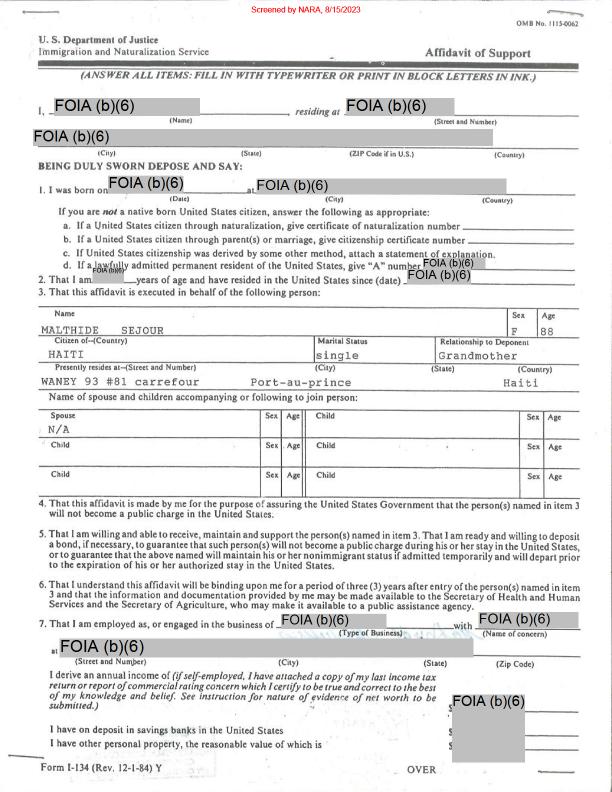 Screened by NARA, 8/15/2023
OMB No. 1115-0062
U. S. Department of Justice
Immigration and Naturalization Service
Affidavit of Support
(ANSWER ALL ITEMS: FILL IN WITH TYPEWRITER OR PRINT IN BLOCK LETTERS IN INK.)
I, FOIA (b)(6) residing at FOIA (b)(6)
(Name) (Street and Number)
FOIA (b)(6)
(City) (State) (ZIP Code if in U.S.) (Country)
BEING DULY SWORN DEPOSE AND SAY:
1. I was born on FOIA (b)(6) at FOIA (b)(6)
(Date) (City) (Country)
If you are not a native born United States citizen, answer the following as appropriate:
a. If a United States citizen through naturalization, give certificate of naturalization number
b. If a United States citizen through parent(s) or marriage, give citizenship certificate number
c. If United States citizenship was derived by some other method, attach a statement of explanation.
d. If a lawfully admitted permanent resident of the United States, give "A" number FOIA (b)(6)
2. That I am FOIA (b)(6) years of age and have resided in the United States since (date) FOIA (b)(6)
3. That this affidavit is executed in behalf of the following person:
Name Sex Age
MALTHIDE SEJOUR F 88
Citizen of--(Country) Marital Status Relationship to Deponent
HAITI single Grandmother
Presently resides at--(Street and Number) (City) (State) (Country)
WANEY 93 #81 carrefour Port-au-prince Haiti
Name of spouse and children accompanying or following to join person:
Spouse Sex Age Child Sex Age
N/A
Child Sex Age Child Sex Age
Child Sex Age Child Sex Age
4. That this affidavit is made by me for the purpose of assuring the United States Government that the person(s) named in item 3
will not become a public charge in the United States.
5. That I am willing and able to receive, maintain and support the person(s) named in item 3. That I am ready and willing to deposit
a bond, if necessary, to guarantee that such person(s) will not become a public charge during his or her stay in the United States,
or to guarantee that the above named will maintain his or her nonimmigrant status if admitted temporarily and will depart prior
to the expiration of his or her authorized stay in the United States.
6. That I understand this affidavit will be binding upon me for a period of three (3) years after entry of the person(s) named in item
3 and that the information and documentation provided by me may be made available to the Secretary of Health and Human
Services and the Secretary of Agriculture, who may make it available to a public assistance agency.
7. That I am employed as, or engaged in the business of FOIA (b)(6) with FOIA (b)(6)
(Type of Business) (Name of concern)
at FOIA (b)(6)
(Street and Number) (City) (State) (Zip Code)
I derive an annual income of (if self-employed, I have attached a copy of my last income tax
return or report of commercial rating concern which I certify to be true and correct to the best
of my knowledge and belief. See instruction for nature of evidence of net worth to be
submitted.) $ FOIA (b)(6)
I have on deposit in savings banks in the United States $
I have other personal property, the reasonable value of which is $
Form I-134 (Rev. 12-1-84) Y OVER